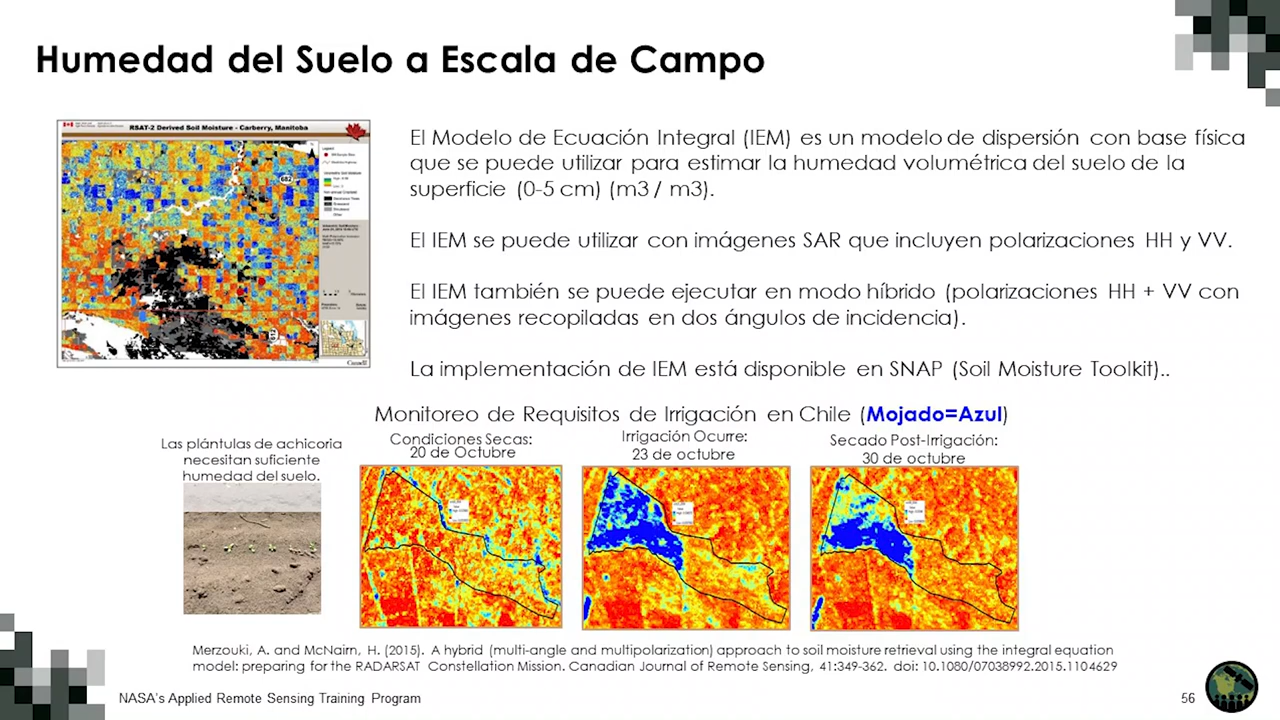 Humedad del Suelo a Escala de Campo
RSAT-2 Derived Soil Moisture - Carberry, Manitoba
682
Canada
El Modelo de Ecuación Integral (IEM) es un modelo de dispersión con base física
que se puede utilizar para estimar la humedad volumétrica del suelo de la
superficie (0-5 cm) (m3 / m3).
El IEM se puede utilizar con imágenes SAR que incluyen polarizaciones HH y VV.
El IEM también se puede ejecutar en modo híbrido (polarizaciones HH + VV con
imágenes recopiladas en dos ángulos de incidencia).
La implementación de IEM está disponible en SNAP (Soil Moisture Toolkit)..
Monitoreo de Requisitos de Irrigación en Chile (Mojado=Azul)
Las plántulas de achicoria
necesitan suficiente
humedad del suelo.
Condiciones Secas:
20 de Octubre
Irrigación Ocurre:
23 de octubre
Secado Post-Irrigación:
30 de octubre
Merzouki, A. and McNairn, H. (2015). A hybrid (multi-angle and multipolarization) approach to soil moisture retrieval using the integral equation
model: preparing for the RADARSAT Constellation Mission. Canadian Journal of Remote Sensing, 41:349-362. doi: 10.1080/07038992.2015.1104629
NASA's Applied Remote Sensing Training Program
56